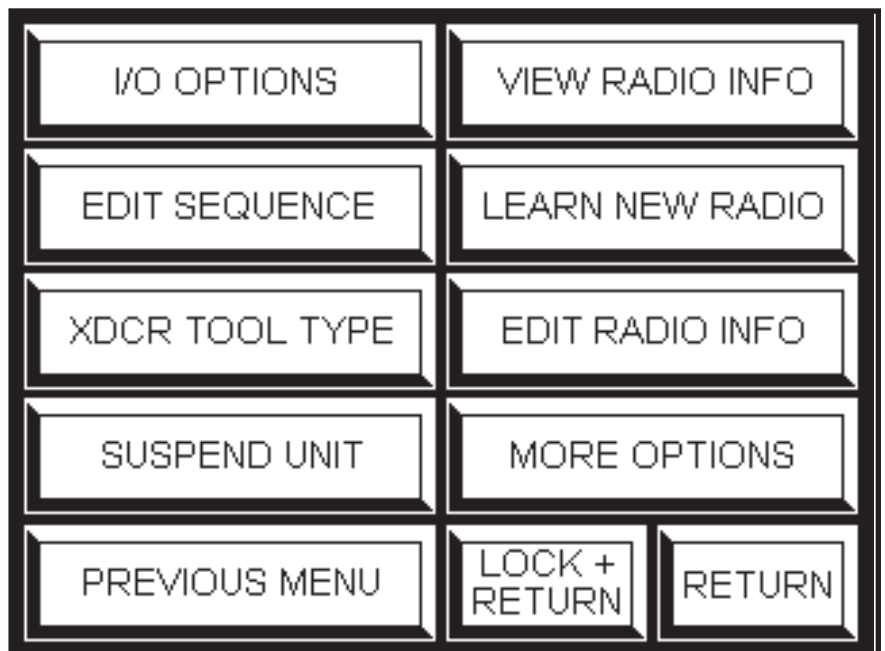 I/O OPTIONS
VIEW RADIO INFO
EDIT SEQUENCE
LEARN NEW RADIO
XDCR TOOL TYPE
EDIT RADIO INFO
SUSPEND UNIT
MORE OPTIONS
PREVIOUS MENU
LOCK +
RETURN
RETURN